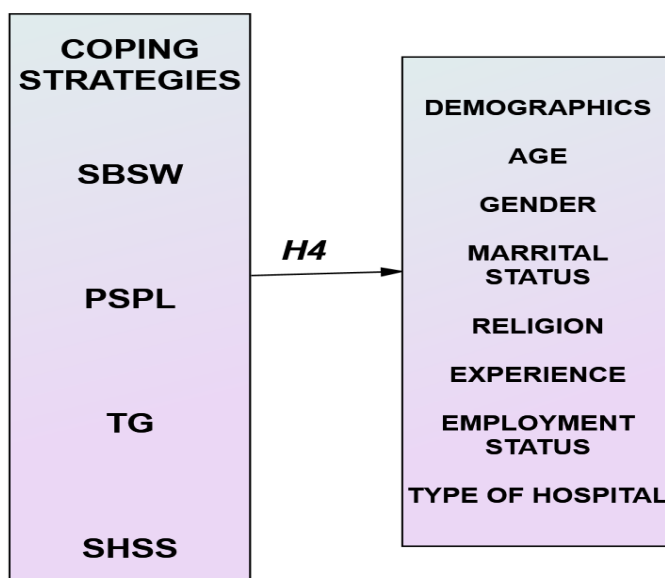 COPING
STRATEGIES
SBSW
PSPL
TG
SHSS
H4
DEMOGRAPHICS
AGE
GENDER
MARRITAL
STATUS
RELIGION
EXPERIENCE
EMPLOYMENT
STATUS
TYPE OF HOSPITAL